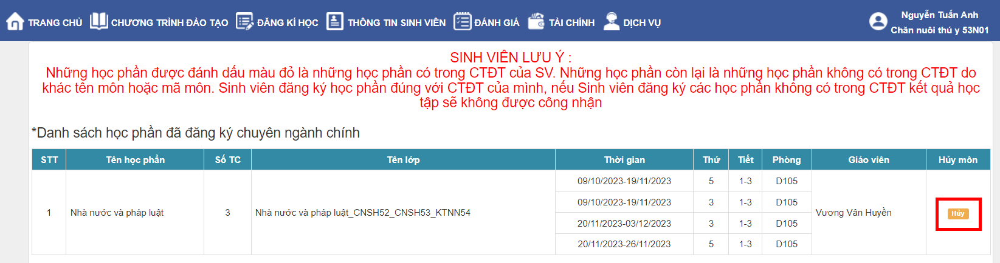 TRANG CHỦ CHƯƠNG TRÌNH ĐÀO TẠO ĐĂNG KÍ HỌC THÔNG TIN SINH VIÊN ĐÁNH GIÁ TÀI CHÍNH DỊCH VỤ
Nguyễn Tuấn Anh
Chăn nuôi thú y 53N01
SINH VIÊN LƯU Ý :
Những học phần được đánh dấu màu đỏ là những học phần có trong CTĐT của SV. Những học phần còn lại là những học phần không có trong CTĐT do
khác tên môn hoặc mã môn. Sinh viên đăng ký học phần đúng với CTĐT của mình, nếu Sinh viên đăng ký các học phần không có trong CTĐT kết quả học
tập sẽ không được công nhận
*Danh sách học phần đã đăng ký chuyên ngành chính
STT Tên học phần Số TC Tên lớp Thời gian Thứ Tiết Phòng Giáo viên Hủy môn
1 Nhà nước và pháp luật 3 Nhà nước và pháp luật_CNSH52_CNSH53_KTNN54 09/10/2023-19/11/2023 5 1-3 D105 Vương Vân Huyền Hủy
09/10/2023-19/11/2023 3 1-3 D105
20/11/2023-03/12/2023 3 1-3 D105
20/11/2023-26/11/2023 5 1-3 D105